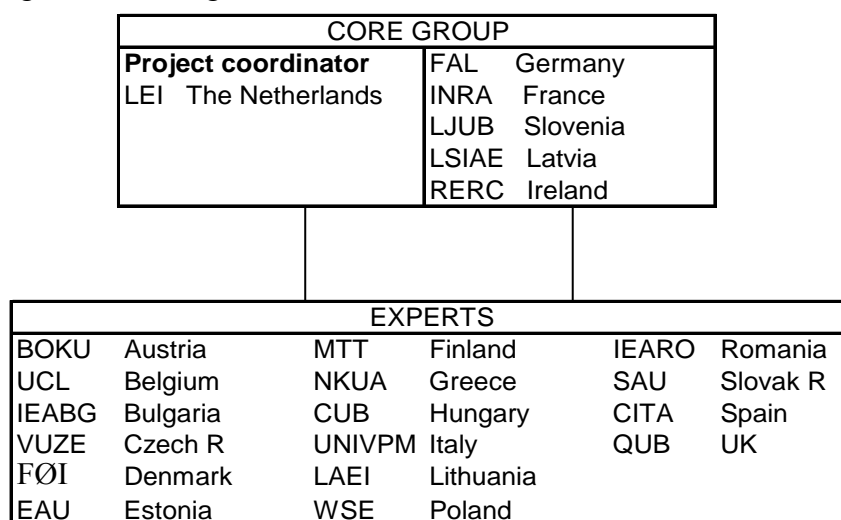 CORE GROUP
Project coordinator
LEI The Netherlands
FAL Germany
INRA France
LJUB Slovenia
LSIAE Latvia
RERC Ireland
EXPERTS
BOKU Austria MTT Finland IEARO Romania
UCL Belgium NKUA Greece SAU Slovak R
IEABG Bulgaria CUB Hungary CITA Spain
VUZE Czech R UNIVPM Italy QUB UK
FØI Denmark LAEI Lithuania
EAU Estonia WSE Poland